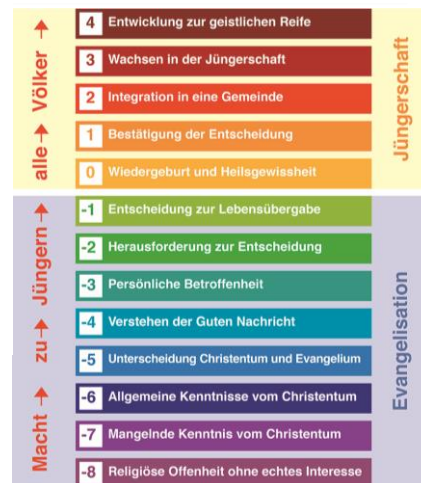 4 Entwicklung zur geistlichen Reife
3 Wachsen in der Jüngerschaft
2 Integration in eine Gemeinde
1 Bestätigung der Entscheidung
0 Wiedergeburt und Heilsgewissheit
-1 Entscheidung zur Lebensübergabe
-2 Herausforderung zur Entscheidung
-3 Persönliche Betroffenheit
-4 Verstehen der Guten Nachricht
-5 Unterscheidung Christentum und Evangelium
-6 Allgemeine Kenntnisse vom Christentum
-7 Mangelnde Kenntnis vom Christentum
-8 Religiöse Offenheit ohne echtes Interesse
Macht → zu → Jüngern → alle → Völker →
Jüngerschaft
Evangelisation